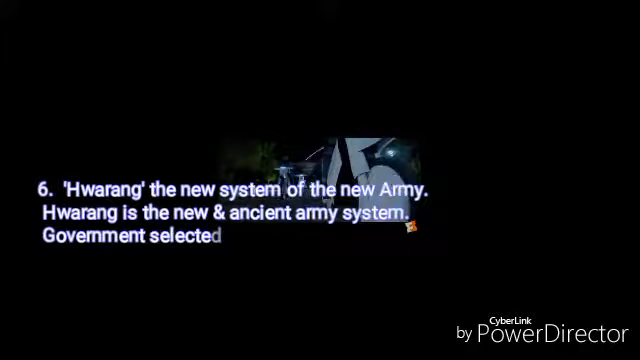 6. 'Hwarang' the new system of the new Army.
Hwarang is the new & ancient army system.
Government selected
CyberLink
by PowerDirector